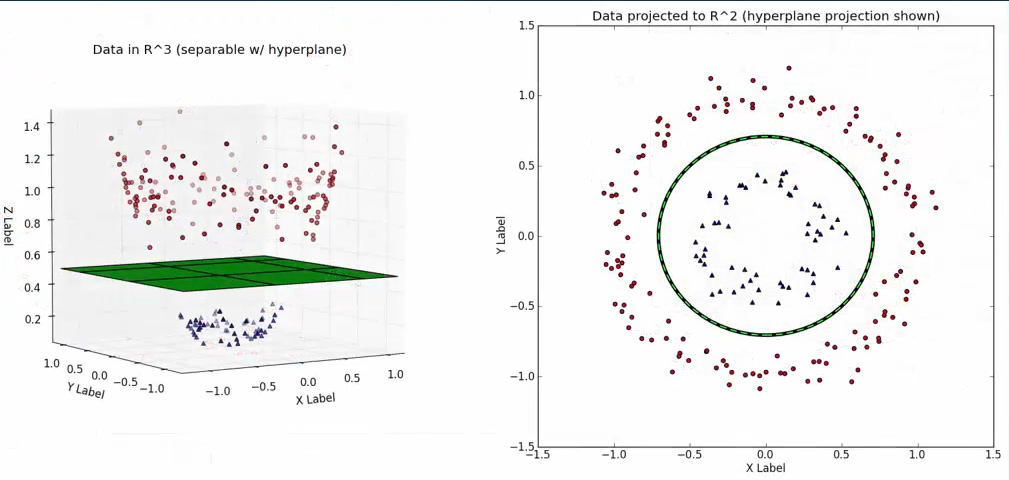 Data in R^3 (separable w/ hyperplane)
1.4
1.2
1.0
0.8
0.6
0.4
0.2
Z Label
1.0 0.5 0.0 −0.5 −1.0
Y Label
−1.0 −0.5 0.0 0.5 1.0
X Label
Data projected to R^2 (hyperplane projection shown)
1.5
1.0
0.5
0.0
−0.5
−1.0
−1.5
Y Label
−1.5 −1.0 −0.5 0.0 0.5 1.0 1.5
X Label